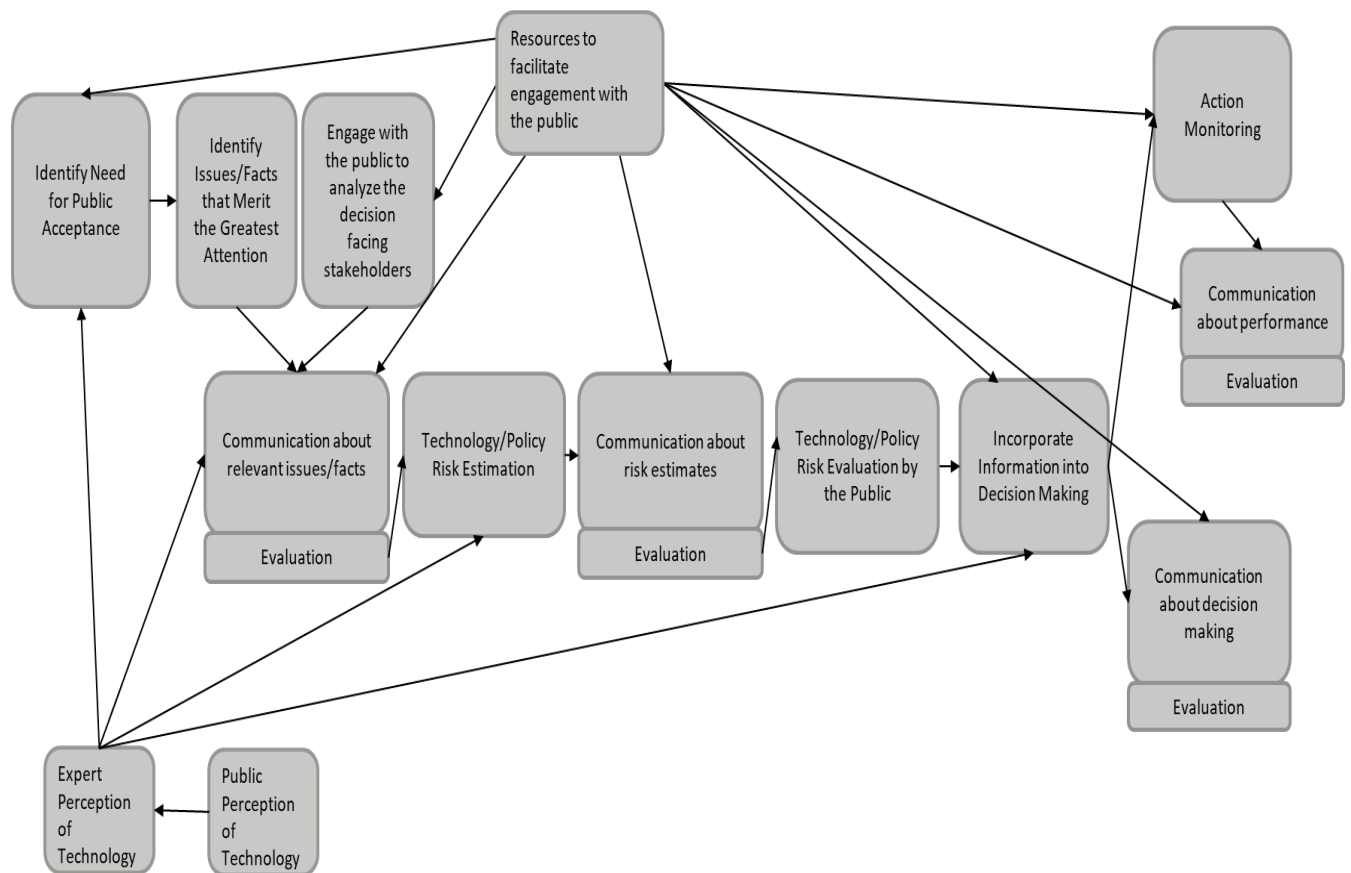 Resources to
facilitate
engagement with
the public
Action
Monitoring
Identify Need
for Public
Acceptance
Identify
Issues/Facts
that Merit
the Greatest
Attention
Engage with
the public to
analyze the
decision
facing
stakeholders
Communication
about performance
Evaluation
Communication about
relevant issues/facts
Evaluation
Technology/Policy
Risk Estimation
Communication about
risk estimates
Evaluation
Technology/Policy
Risk Evaluation by
the Public
Incorporate
Information into
Decision Making
Communication
about decision
making
Evaluation
Expert
Perception
of
Technology
Public
Perception
of
Technology